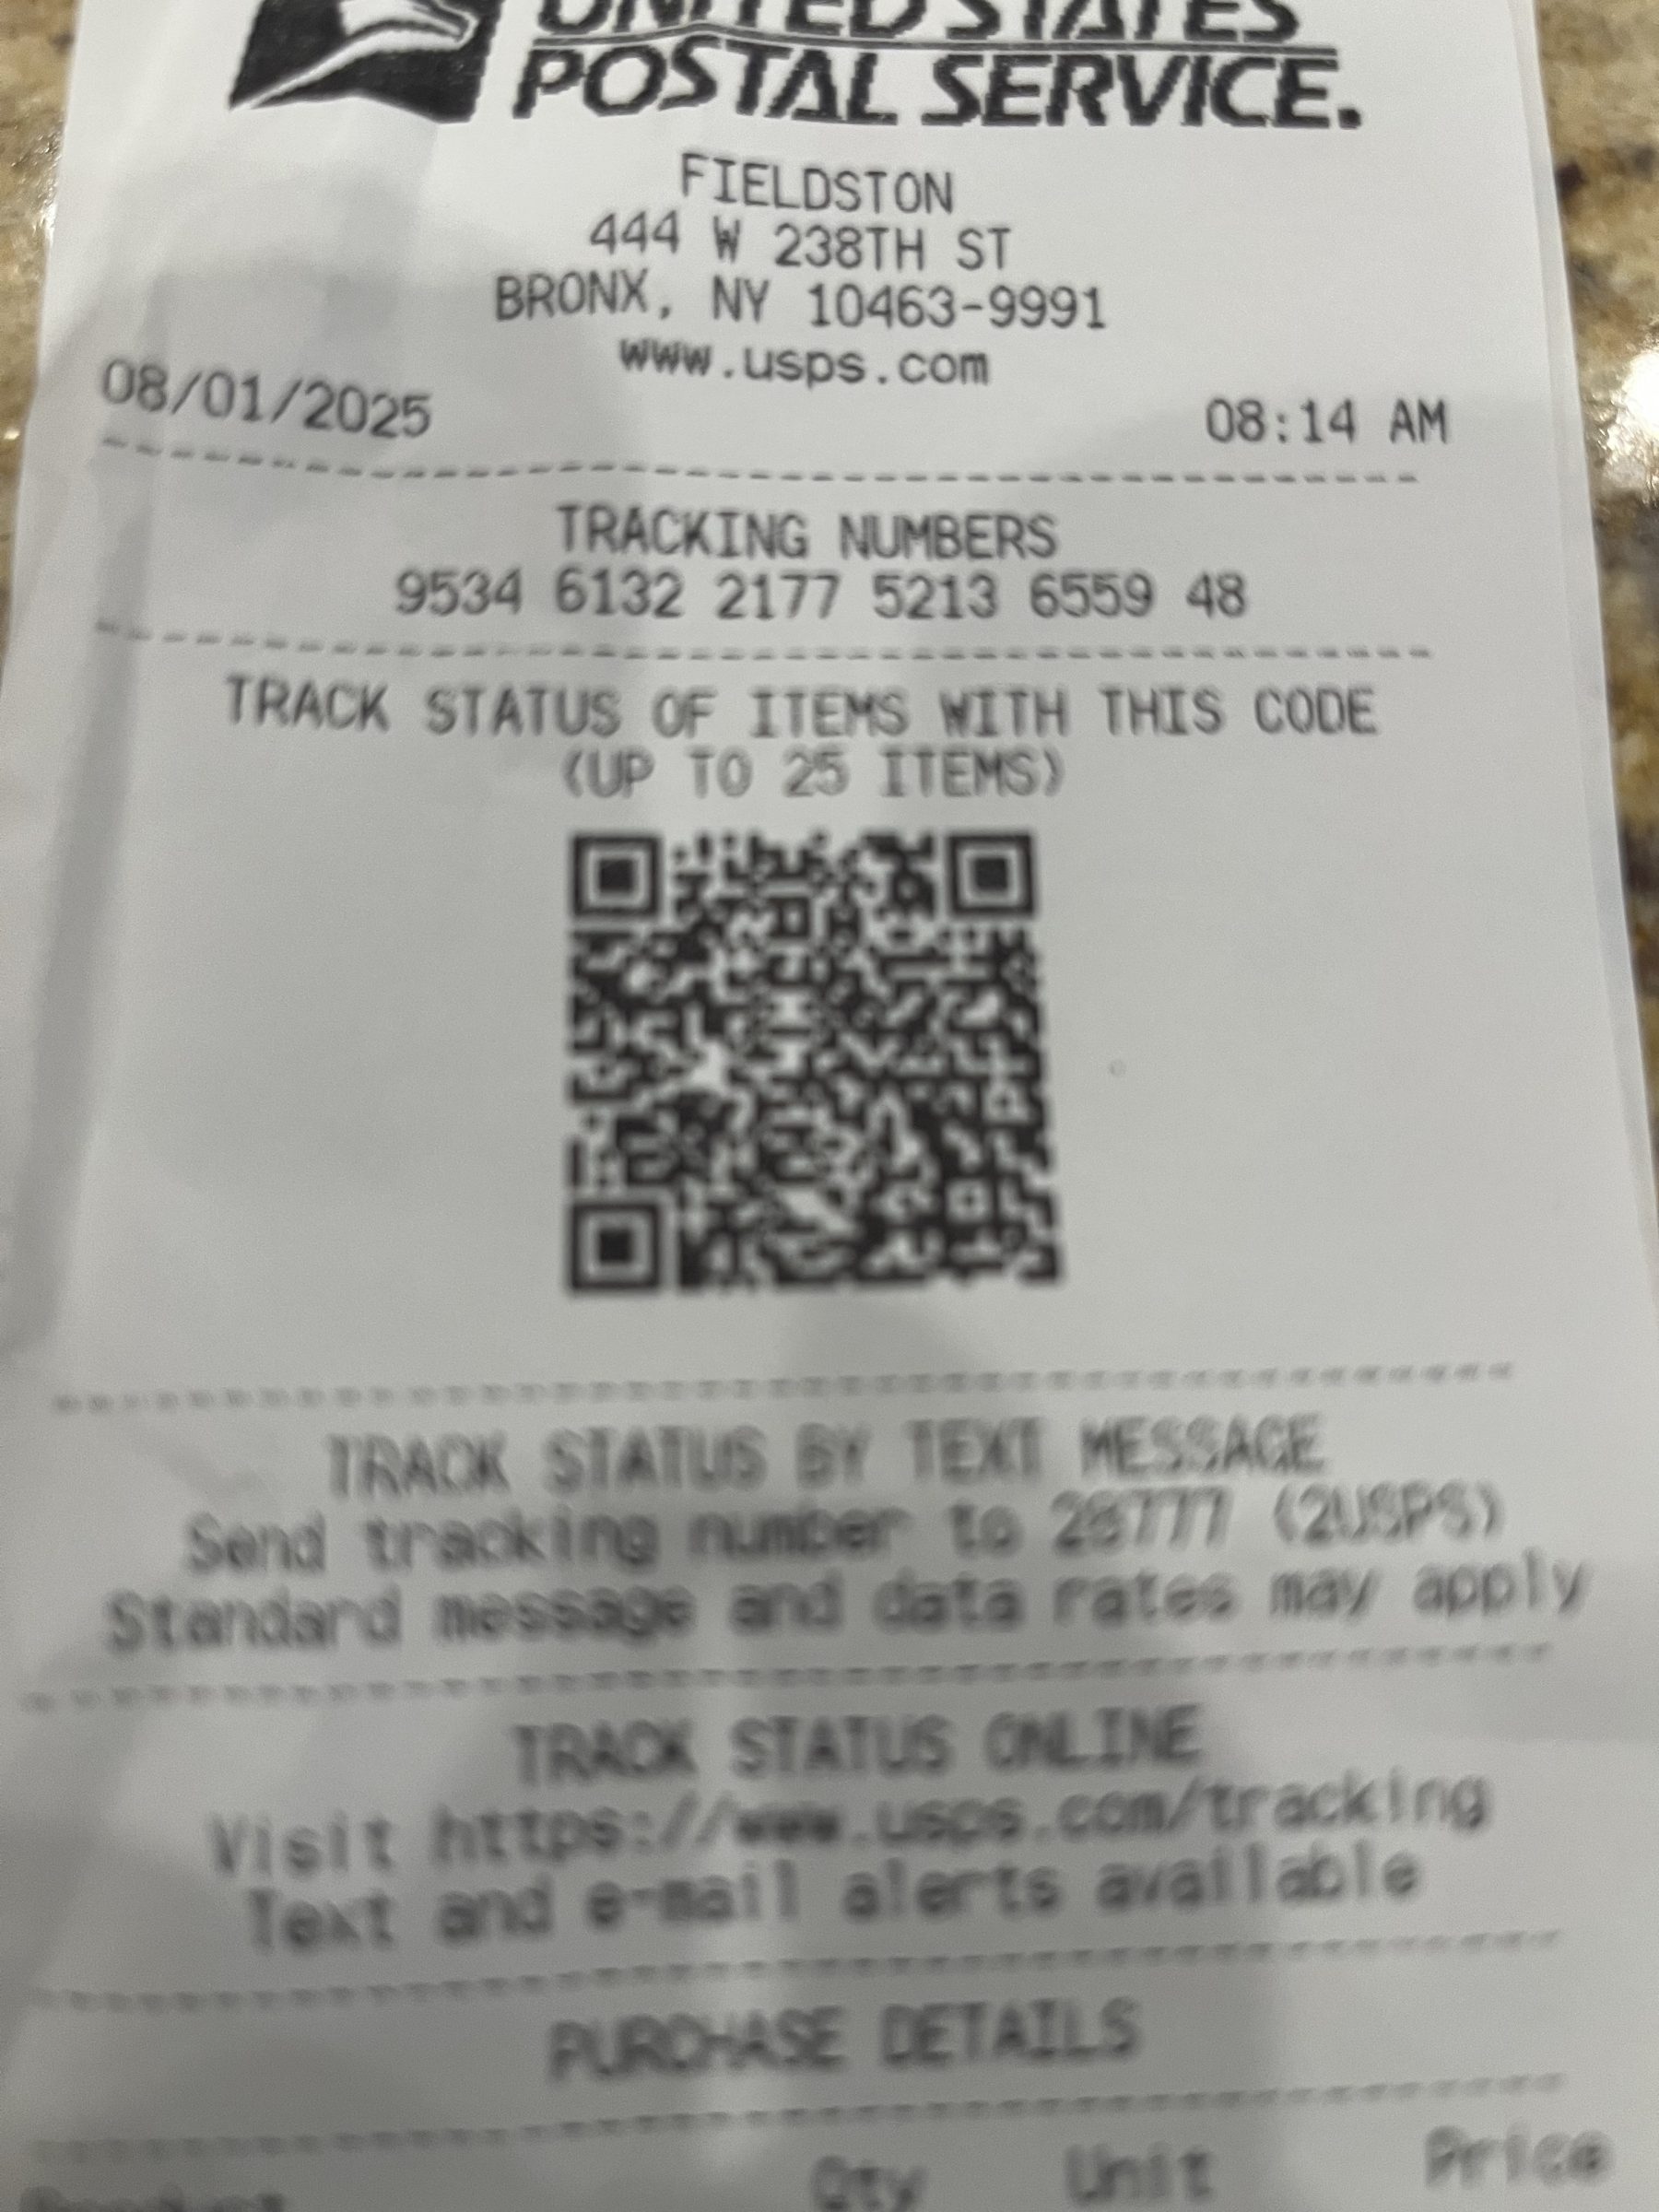 UNITED STATES
POSTAL SERVICE.
FIELDSTON
444 W 238TH ST
BRONX, NY 10463-9991
www.usps.com
08/01/2025 08:14 AM
TRACKING NUMBERS
9534 6132 2177 5213 6559 48
TRACK STATUS OF ITEMS WITH THIS CODE
(UP TO 25 ITEMS)
TRACK STATUS BY TEXT MESSAGE
Send tracking number to 28777 (2USPS)
Standard message and data rates may apply
TRACK STATUS ONLINE
Visit https://www.usps.com/tracking
Text and e-mail alerts available
PURCHASE DETAILS
Product Qty Unit Price